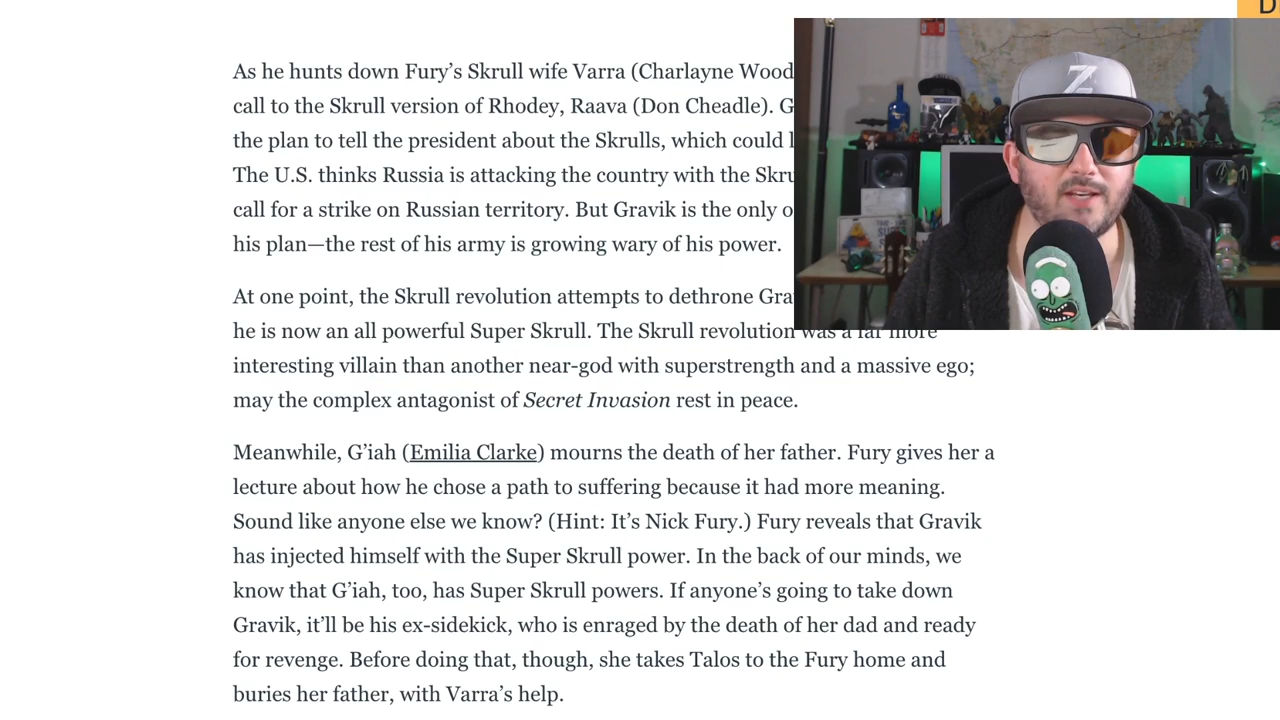 D
As he hunts down Fury’s Skrull wife Varra (Charlayne Wood
call to the Skrull version of Rhodey, Raava (Don Cheadle). G
the plan to tell the president about the Skrulls, which could l
The U.S. thinks Russia is attacking the country with the Skru
call for a strike on Russian territory. But Gravik is the only o
his plan—the rest of his army is growing wary of his power.
At one point, the Skrull revolution attempts to dethrone Gra
he is now an all powerful Super Skrull. The Skrull revolution was a far more
interesting villain than another near-god with superstrength and a massive ego;
may the complex antagonist of Secret Invasion rest in peace.
Meanwhile, G’iah (Emilia Clarke) mourns the death of her father. Fury gives her a
lecture about how he chose a path to suffering because it had more meaning.
Sound like anyone else we know? (Hint: It’s Nick Fury.) Fury reveals that Gravik
has injected himself with the Super Skrull power. In the back of our minds, we
know that G’iah, too, has Super Skrull powers. If anyone’s going to take down
Gravik, it’ll be his ex-sidekick, who is enraged by the death of her dad and ready
for revenge. Before doing that, though, she takes Talos to the Fury home and
buries her father, with Varra’s help.